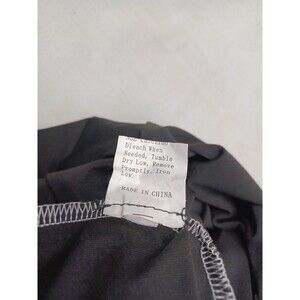 Bleach When
Needed, Tumble
Dry Low, Remove
Promptly, Iron
Low
MADE IN CHINA